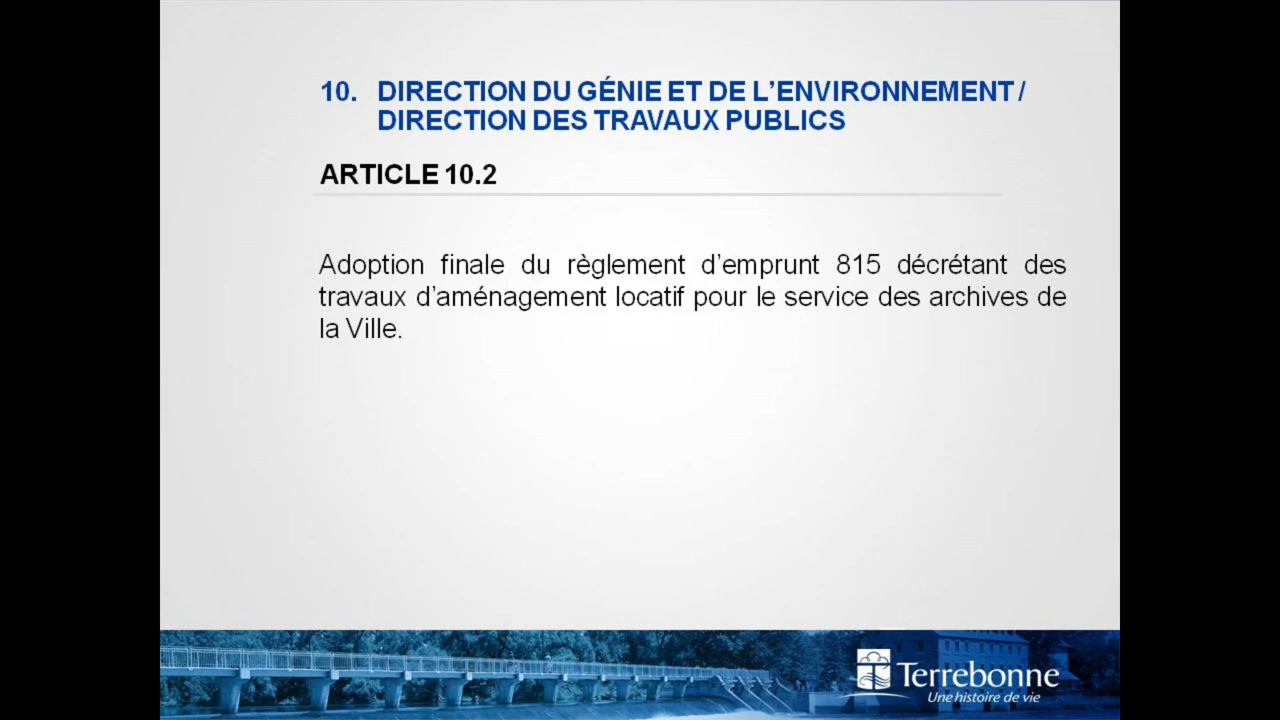 10. DIRECTION DU GÉNIE ET DE L'ENVIRONNEMENT /
DIRECTION DES TRAVAUX PUBLICS
ARTICLE 10.2
Adoption finale du règlement d'emprunt 815 décrétant des
travaux d'aménagement locatif pour le service des archives de
la Ville.
Terrebonne
Une histoire de vie